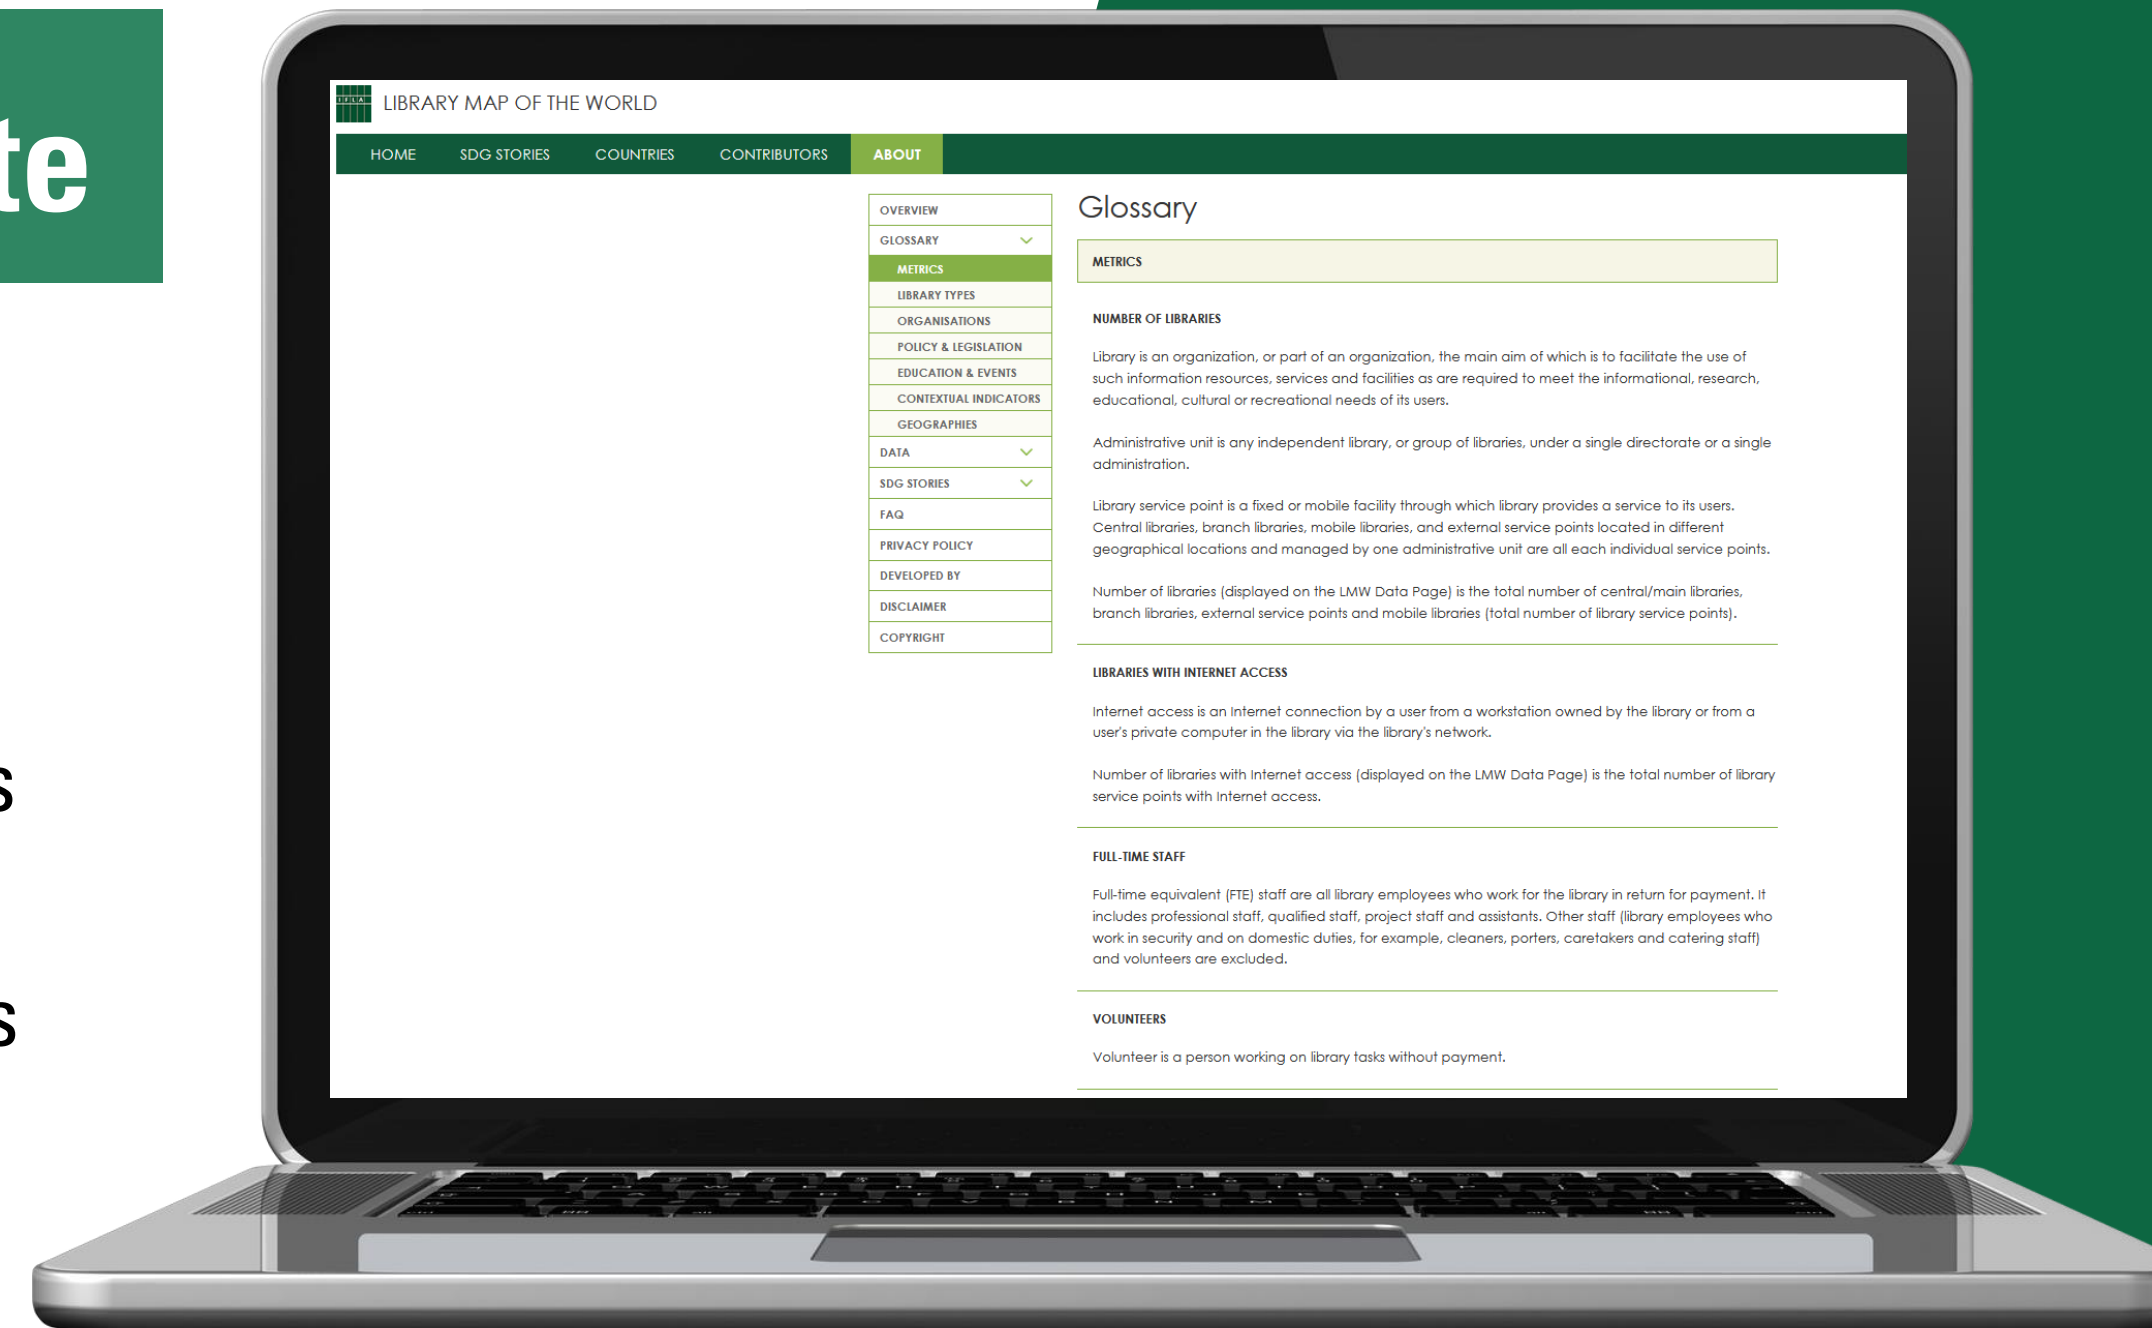 te
s
s
IFLA
LIBRARY MAP OF THE WORLD
HOME SDG STORIES COUNTRIES CONTRIBUTORS ABOUT
OVERVIEW
GLOSSARY
METRICS
LIBRARY TYPES
ORGANISATIONS
POLICY & LEGISLATION
EDUCATION & EVENTS
CONTEXTUAL INDICATORS
GEOGRAPHIES
DATA
SDG STORIES
FAQ
PRIVACY POLICY
DEVELOPED BY
DISCLAIMER
COPYRIGHT
Glossary
METRICS
NUMBER OF LIBRARIES
Library is an organization, or part of an organization, the main aim of which is to facilitate the use of
such information resources, services and facilities as are required to meet the informational, research,
educational, cultural or recreational needs of its users.
Administrative unit is any independent library, or group of libraries, under a single directorate or a single
administration.
Library service point is a fixed or mobile facility through which library provides a service to its users.
Central libraries, branch libraries, mobile libraries, and external service points located in different
geographical locations and managed by one administrative unit are all each individual service points.
Number of libraries (displayed on the LMW Data Page) is the total number of central/main libraries,
branch libraries, external service points and mobile libraries (total number of library service points).
LIBRARIES WITH INTERNET ACCESS
Internet access is an Internet connection by a user from a workstation owned by the library or from a
user's private computer in the library via the library's network.
Number of libraries with Internet access (displayed on the LMW Data Page) is the total number of library
service points with Internet access.
FULL-TIME STAFF
Full-time equivalent (FTE) staff are all library employees who work for the library in return for payment. It
includes professional staff, qualified staff, project staff and assistants. Other staff (library employees who
work in security and on domestic duties, for example, cleaners, porters, caretakers and catering staff)
and volunteers are excluded.
VOLUNTEERS
Volunteer is a person working on library tasks without payment.